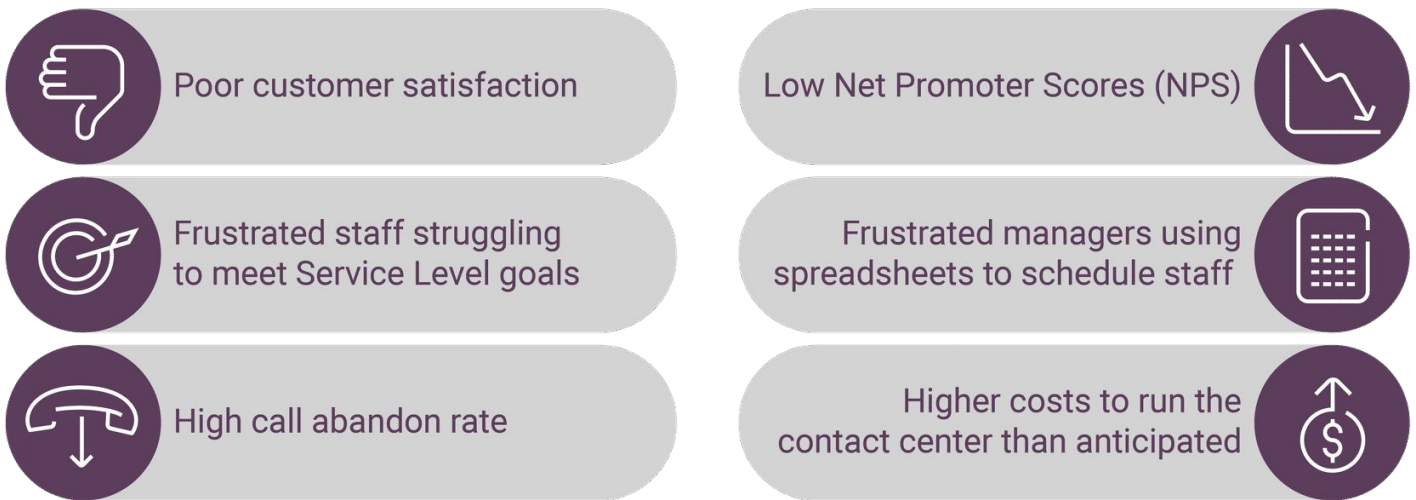 Poor customer satisfaction
Low Net Promoter Scores (NPS)
Frustrated staff struggling
to meet Service Level goals
Frustrated managers using
spreadsheets to schedule staff
High call abandon rate
Higher costs to run the
contact center than anticipated
$